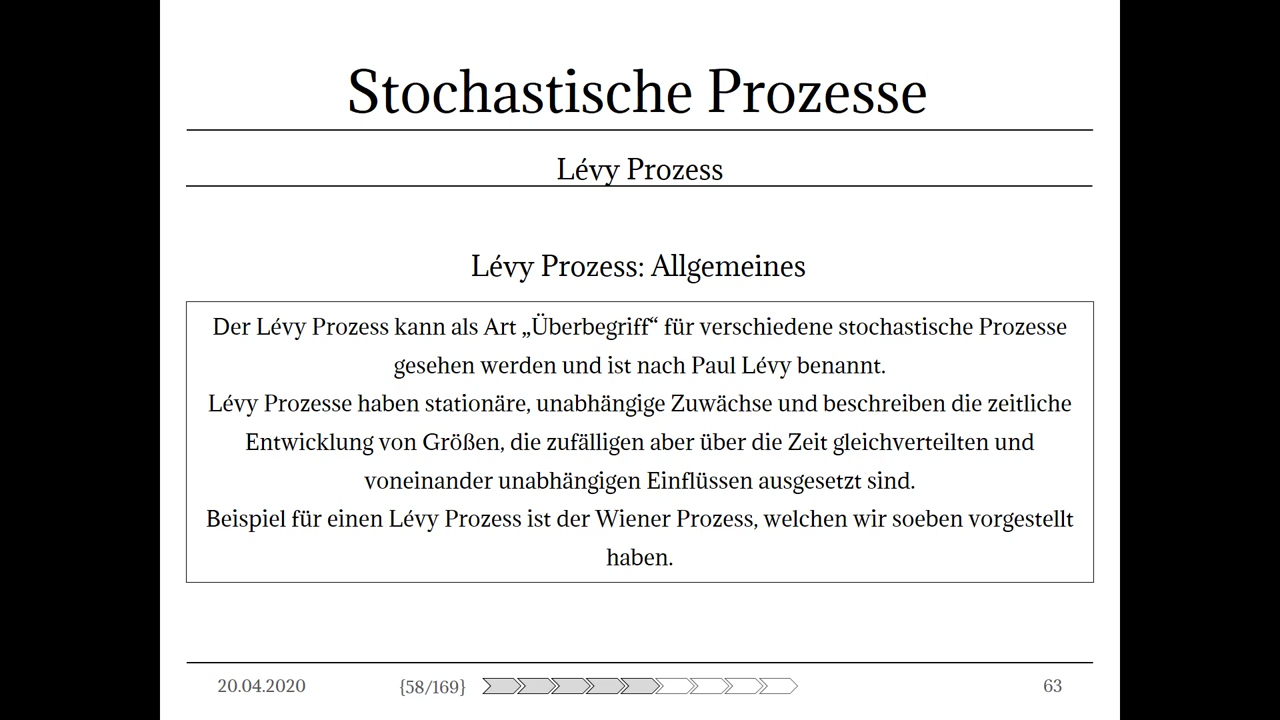 Stochastische Prozesse
Lévy Prozess
Lévy Prozess: Allgemeines
Der Lévy Prozess kann als Art „Überbegriff“ für verschiedene stochastische Prozesse
gesehen werden und ist nach Paul Lévy benannt.
Lévy Prozesse haben stationäre, unabhängige Zuwächse und beschreiben die zeitliche
Entwicklung von Größen, die zufälligen aber über die Zeit gleichverteilten und
voneinander unabhängigen Einflüssen ausgesetzt sind.
Beispiel für einen Lévy Prozess ist der Wiener Prozess, welchen wir soeben vorgestellt
haben.
20.04.2020 {58/169} 63